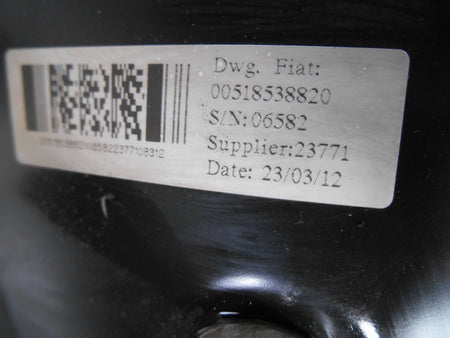 Dwg. Fiat:
00518538820
S/N:06582
Supplier:23771
Date: 23/03/12